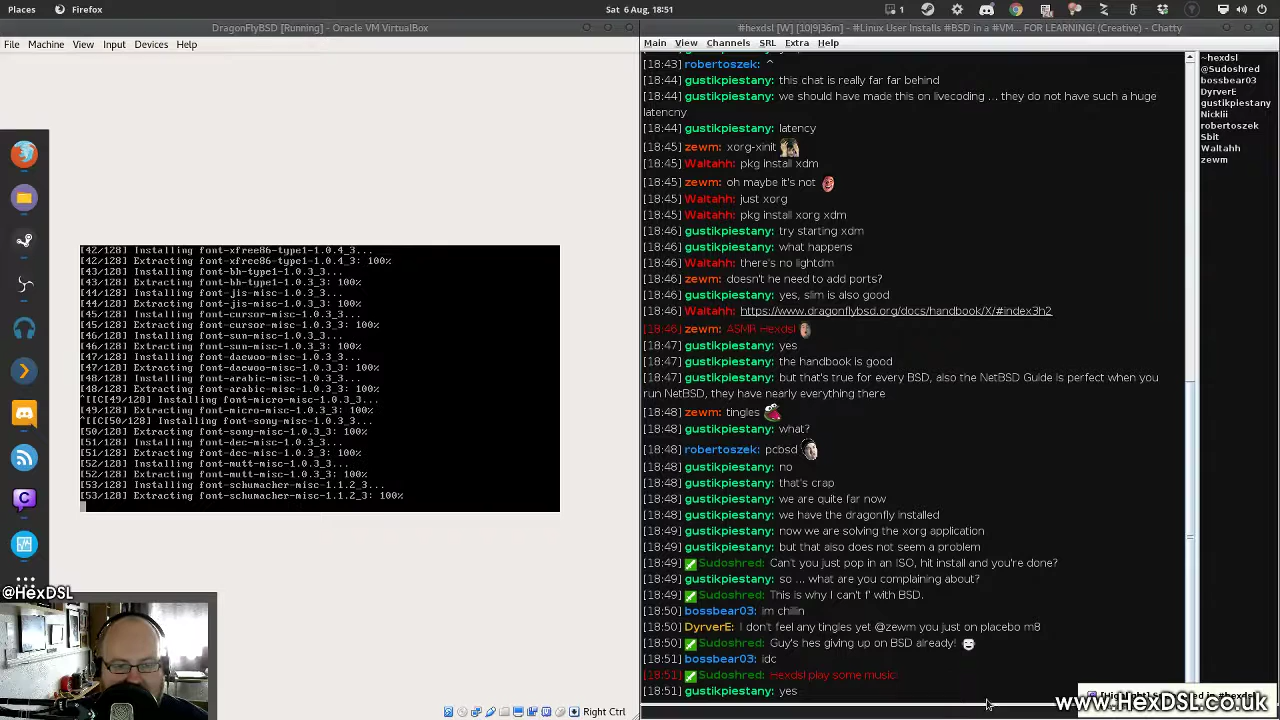 Places
Firefox
Sat 6 Aug, 18:51
1
DragonFlyBSD [Running] - Oracle VM VirtualBox
File Machine View Input Devices Help
[42/128] Installing font-xfree86-type1-1.0.4_3...
[42/128] Extracting font-xfree86-type1-1.0.4_3: 100%
[43/128] Installing font-bh-type1-1.0.3_3...
[43/128] Extracting font-bh-type1-1.0.3_3: 100%
[44/128] Installing font-jis-misc-1.0.3_3...
[44/128] Extracting font-jis-misc-1.0.3_3: 100%
[45/128] Installing font-cursor-misc-1.0.3_3...
[45/128] Extracting font-cursor-misc-1.0.3_3: 100%
[46/128] Installing font-sun-misc-1.0.3_3...
[46/128] Extracting font-sun-misc-1.0.3_3: 100%
[47/128] Installing font-daewoo-misc-1.0.3_3...
[47/128] Extracting font-daewoo-misc-1.0.3_3: 100%
[48/128] Installing font-arabic-misc-1.0.3_3...
[48/128] Extracting font-arabic-misc-1.0.3_3: 100%
^[[C[49/128] Installing font-micro-misc-1.0.3_3...
[49/128] Extracting font-micro-misc-1.0.3_3: 100%
^[[C[50/128] Installing font-sony-misc-1.0.3_3...
[50/128] Extracting font-sony-misc-1.0.3_3: 100%
[51/128] Installing font-dec-misc-1.0.3_3...
[51/128] Extracting font-dec-misc-1.0.3_3: 100%
[52/128] Installing font-mutt-misc-1.0.3_3...
[52/128] Extracting font-mutt-misc-1.0.3_3: 100%
[53/128] Installing font-schumacher-misc-1.1.2_3...
[53/128] Extracting font-schumacher-misc-1.1.2_3: 100%
@HexDSL
Right Ctrl
#hexdsl [W] [10|9|36m] - #Linux User Installs #BSD in a #VM... FOR LEARNING! (Creative) - Chatty
Main View Channels SRL Extra Help
[18:43] robertoszek: ^
[18:44] gustikpiestany: this chat is really far far behind
[18:44] gustikpiestany: we should have made this on livecoding ... they do not have such a huge
latencny
[18:44] gustikpiestany: latency
[18:45] zewm: xorg-xinit
[18:45] Waltahh: pkg install xdm
[18:45] zewm: oh maybe it's not
[18:45] Waltahh: just xorg
[18:45] Waltahh: pkg install xorg xdm
[18:46] gustikpiestany: try starting xdm
[18:46] gustikpiestany: what happens
[18:46] Waltahh: there's no lightdm
[18:46] zewm: doesn't he need to add ports?
[18:46] gustikpiestany: yes, slim is also good
[18:46] Waltahh: https://www.dragonflybsd.org/docs/handbook/X/#index3h2
[18:46] zewm: ASMR Hexdsl
[18:47] gustikpiestany: yes
[18:47] gustikpiestany: the handbook is good
[18:47] gustikpiestany: but that's true for every BSD, also the NetBSD Guide is perfect when you
run NetBSD, they have nearly everything there
[18:48] zewm: tingles
[18:48] gustikpiestany: what?
[18:48] robertoszek: pcbsd
[18:48] gustikpiestany: no
[18:48] gustikpiestany: that's crap
[18:48] gustikpiestany: we are quite far now
[18:48] gustikpiestany: we have the dragonfly installed
[18:49] gustikpiestany: now we are solving the xorg application
[18:49] gustikpiestany: but that also does not seem a problem
[18:49] Sudoshred: Can't you just pop in an ISO, hit install and you're done?
[18:49] gustikpiestany: so ... what are you complaining about?
[18:49] Sudoshred: This is why I can't f' with BSD.
[18:50] bossbear03: im chillin
[18:50] DyrverE: I don't feel any tingles yet @zewm you just on placebo m8
[18:50] Sudoshred: Guy's hes giving up on BSD already!
[18:51] bossbear03: idc
[18:51] Sudoshred: Hexdsl play some music.
[18:51] gustikpiestany: yes
~hexdsl
@Sudoshred
bossbear03
DyrverE
gustikpiestany
Nicklii
robertoszek
Sbit
Waltahh
zewm
www.HexDSL.co.uk